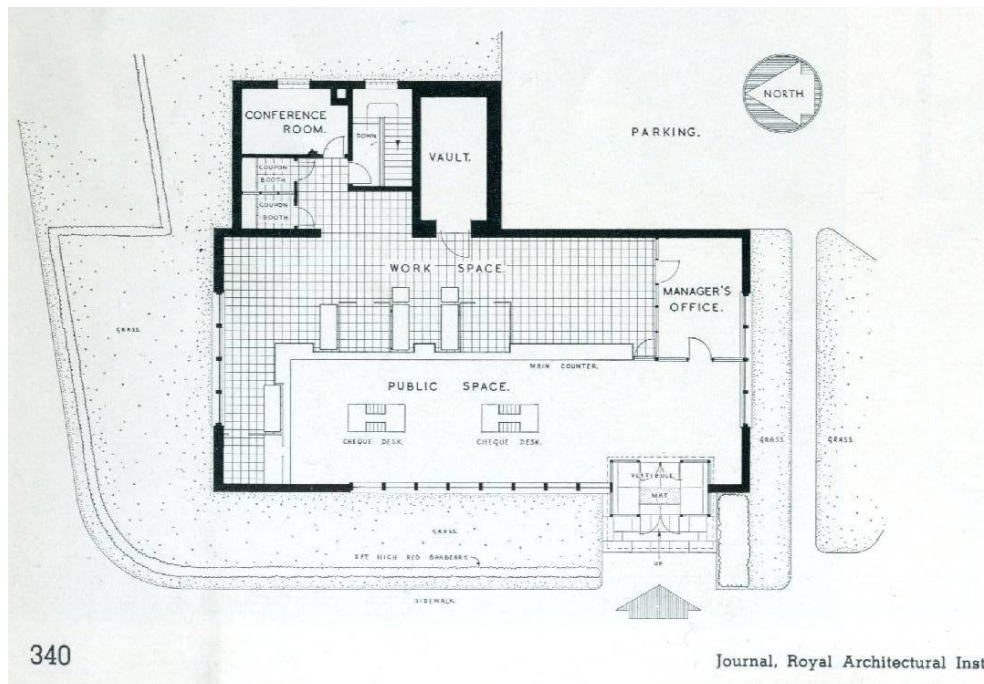 NORTH.
CONFERENCE
ROOM.
DOWN
PARKING.
VAULT.
COUPON
BOOTH
COUPON
BOOTH
WORK SPACE.
MANAGER'S
OFFICE.
GRASS.
MAIN COUNTER.
PUBLIC SPACE.
CHEQUE DESK.
CHEQUE DESK.
GRASS.
GRASS.
VESTIBULE
MAT
GRASS.
2 FT. HIGH RED BARBERRY.
UP
SIDEWALK.
340
Journal, Royal Architectural Inst